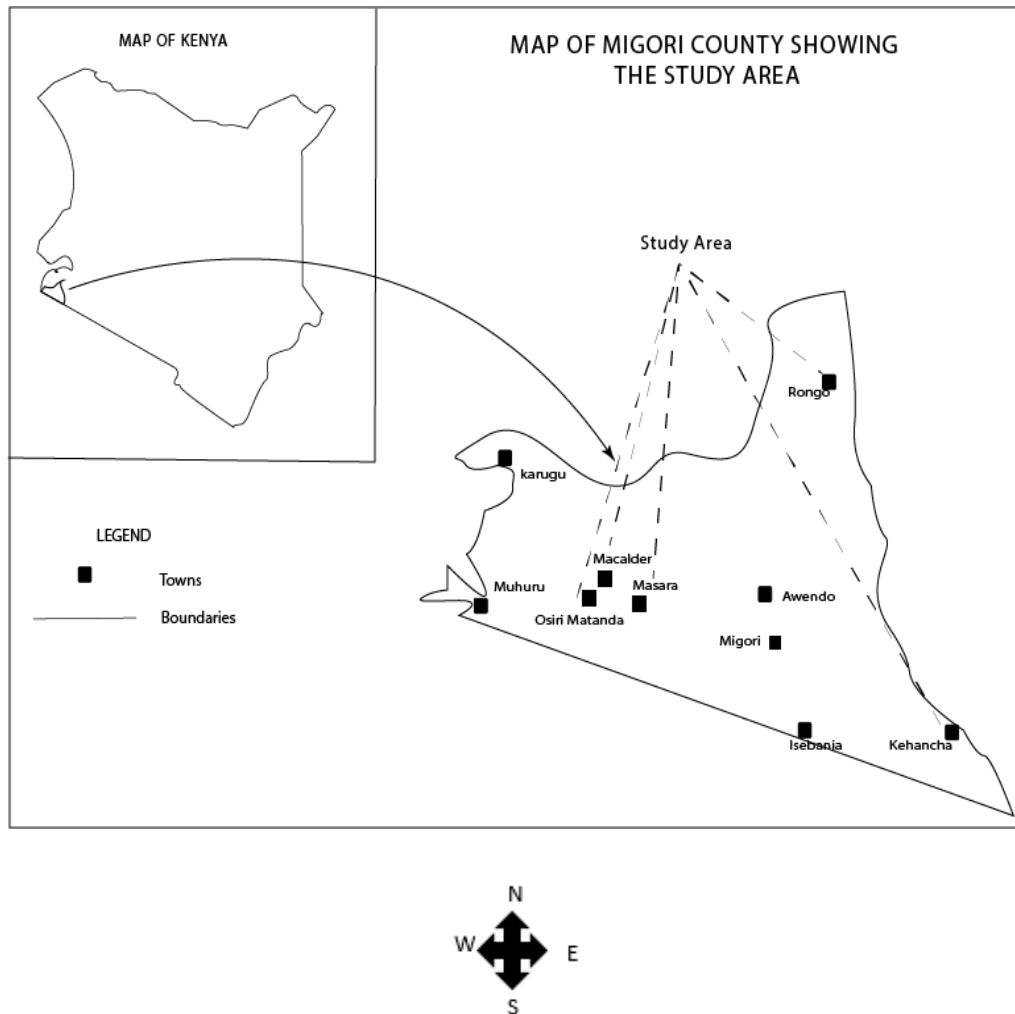 MAP OF KENYA
MAP OF MIGORI COUNTY SHOWING
THE STUDY AREA
Study Area
Rongo
karugu
LEGEND
Towns
Boundaries
Macalder
Muhuru
Masara
Osiri Matanda
Awendo
Migori
Isebania
Kehancha
N
W
E
S